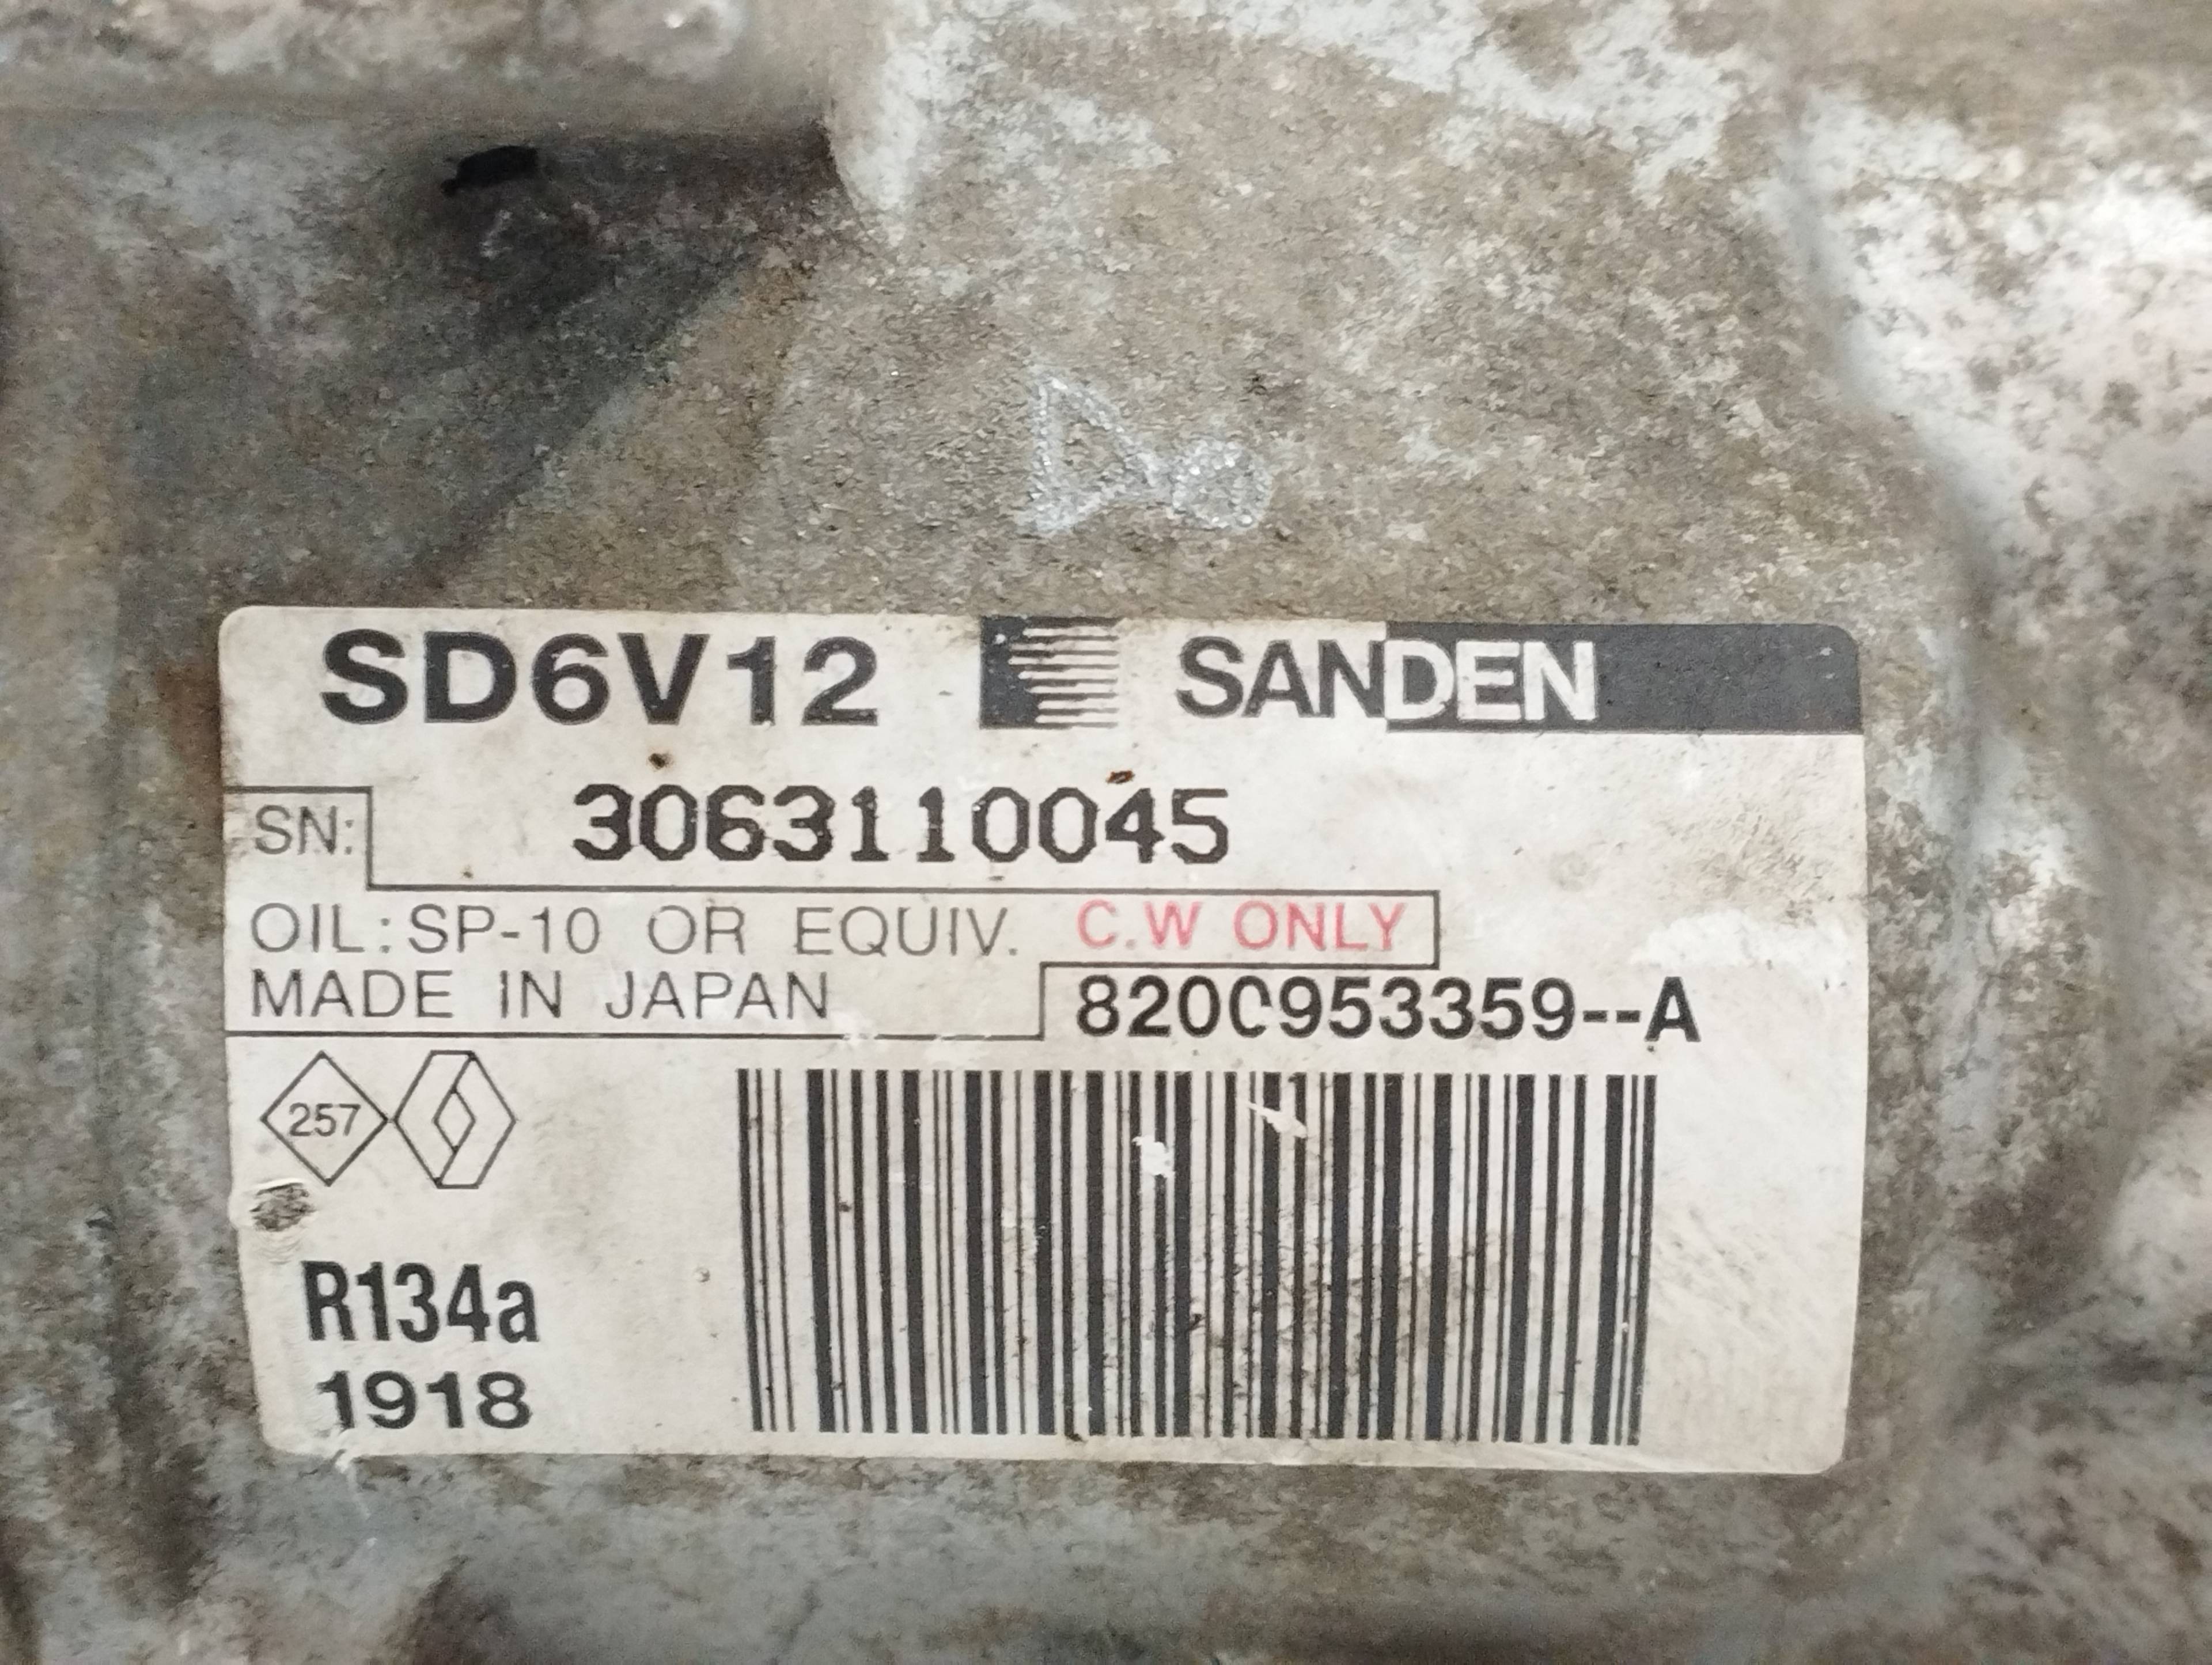 SD6V12 SANDEN
SN: 3063110045
OIL: SP-10 OR EQUIV. C.W ONLY
MADE IN JAPAN 8200953359--A
257
R134a
1918